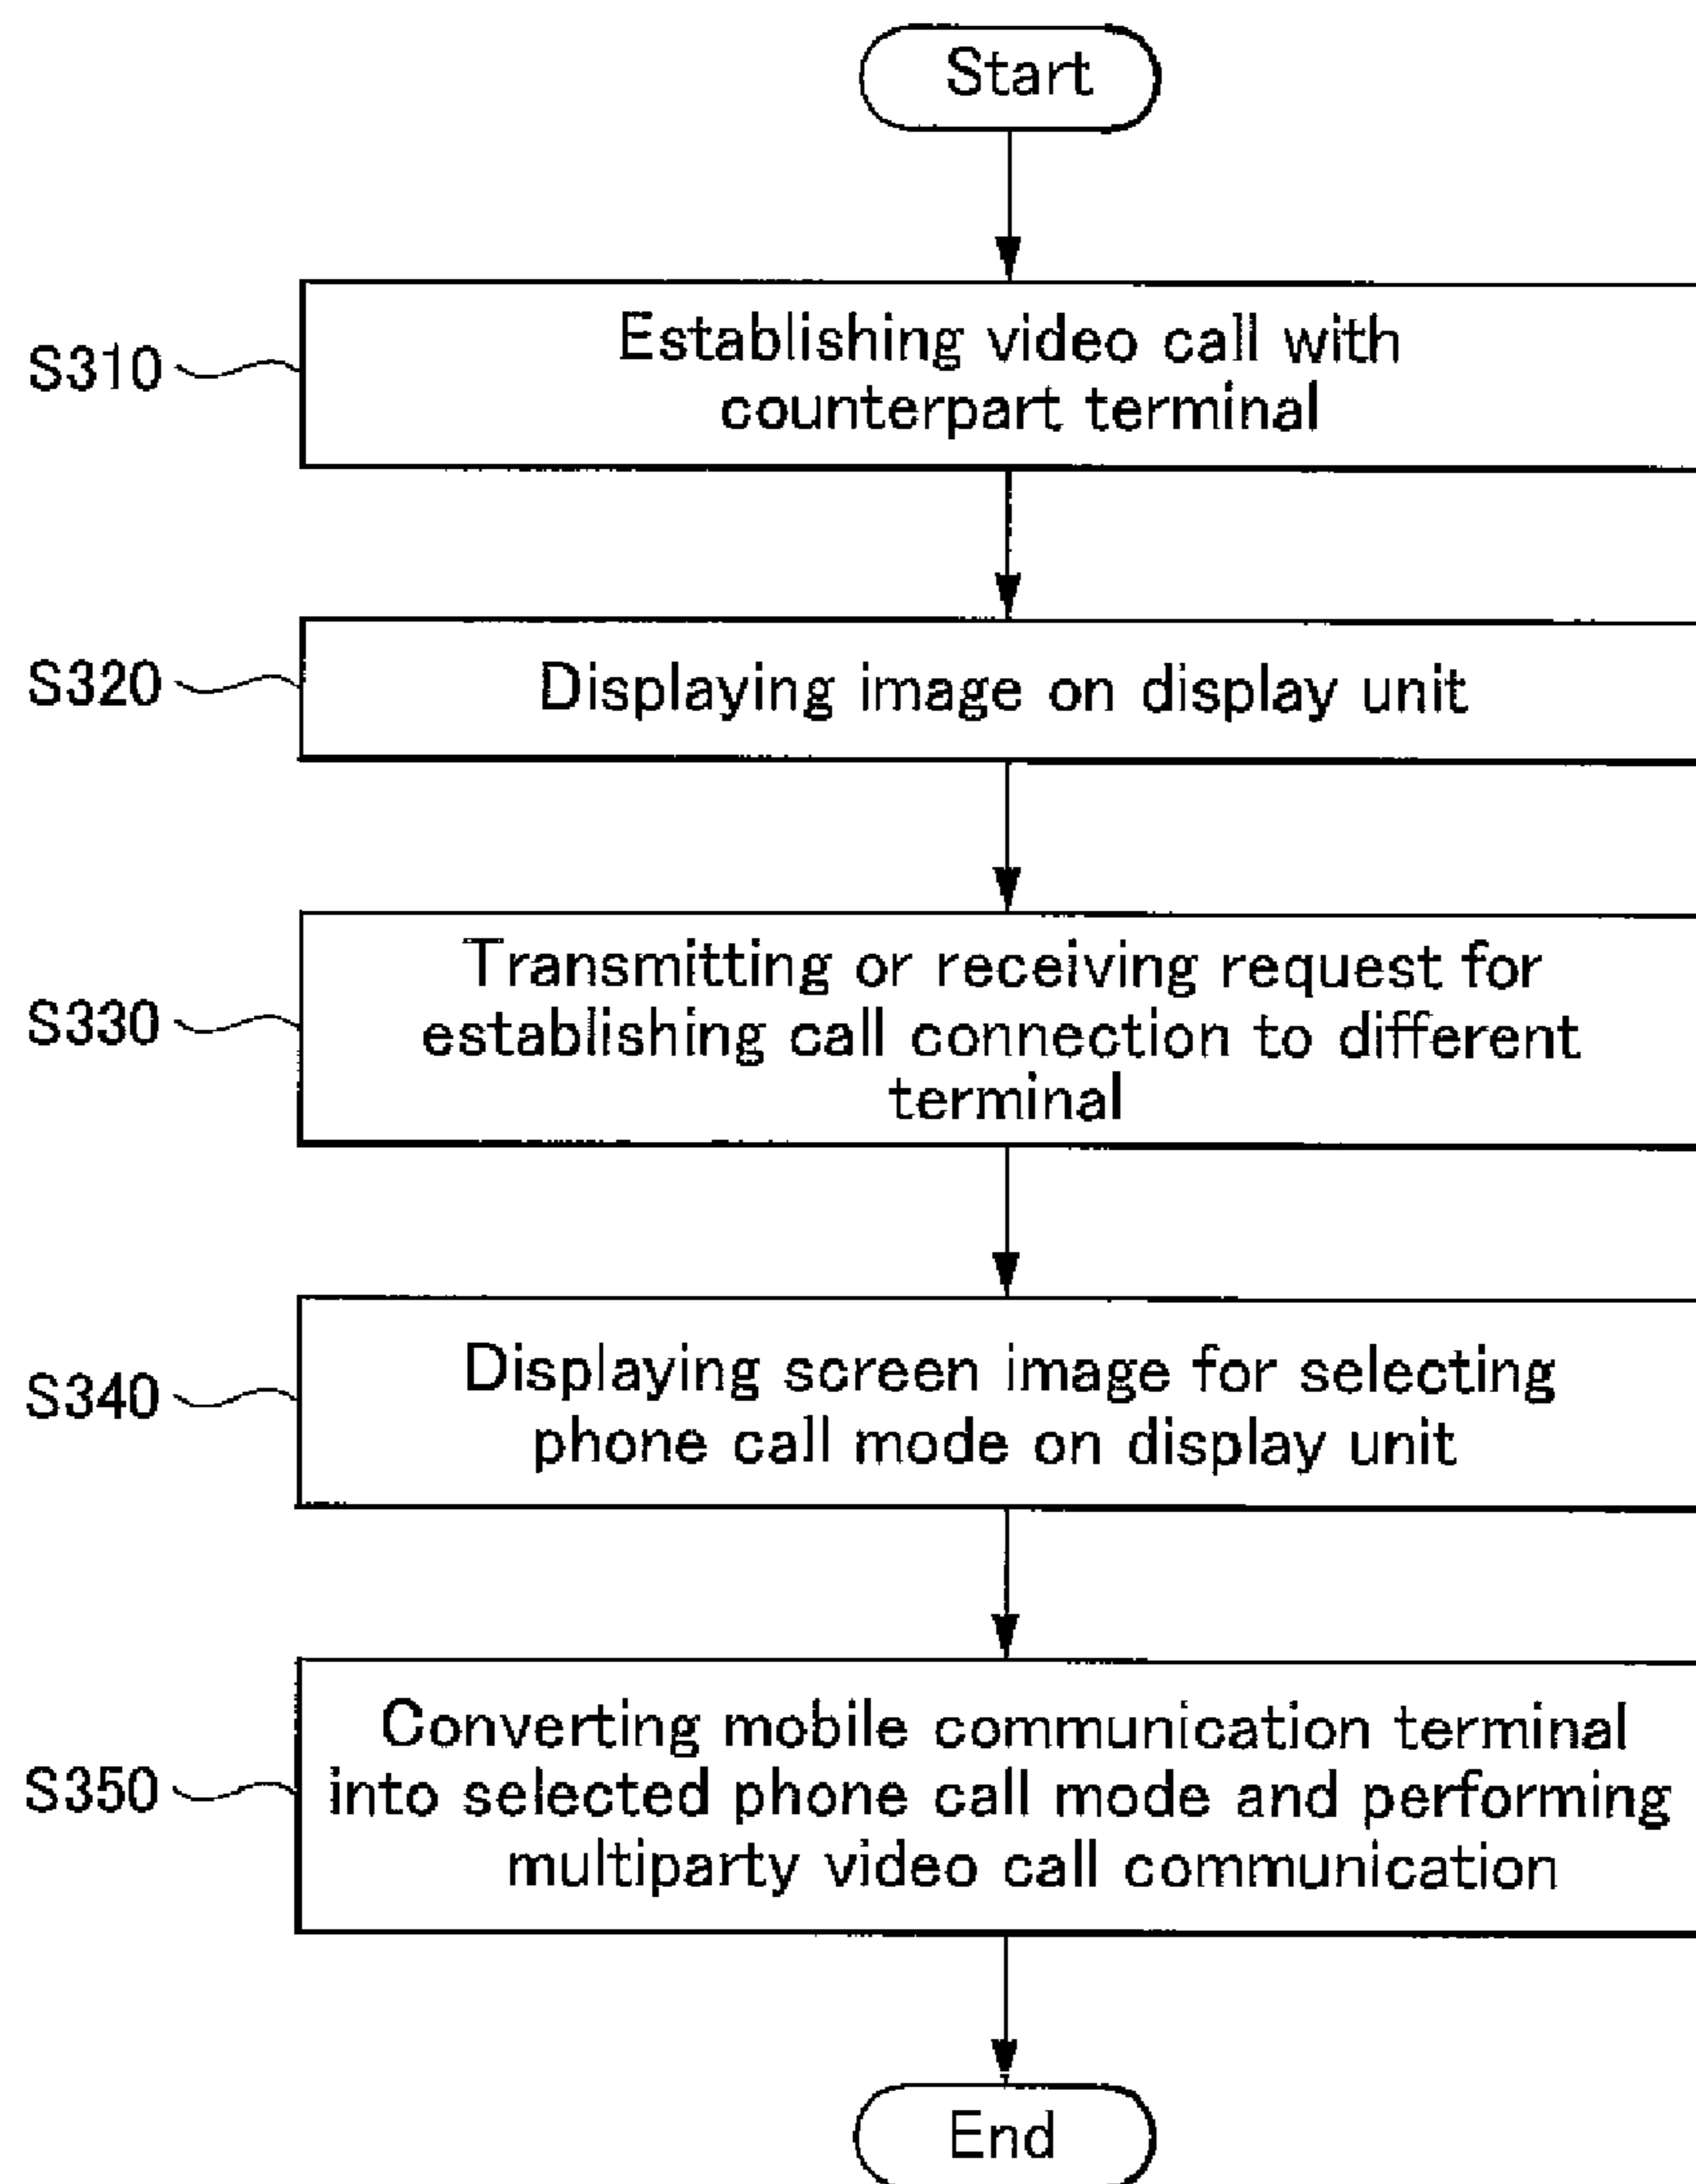 Start
S310
Establishing video call with
counterpart terminal
S320
Displaying image on display unit
S330
Transmitting or receiving request for
establishing call connection to different
terminal
S340
Displaying screen image for selecting
phone call mode on display unit
S350
Converting mobile communication terminal
into selected phone call mode and performing
multiparty video call communication
End